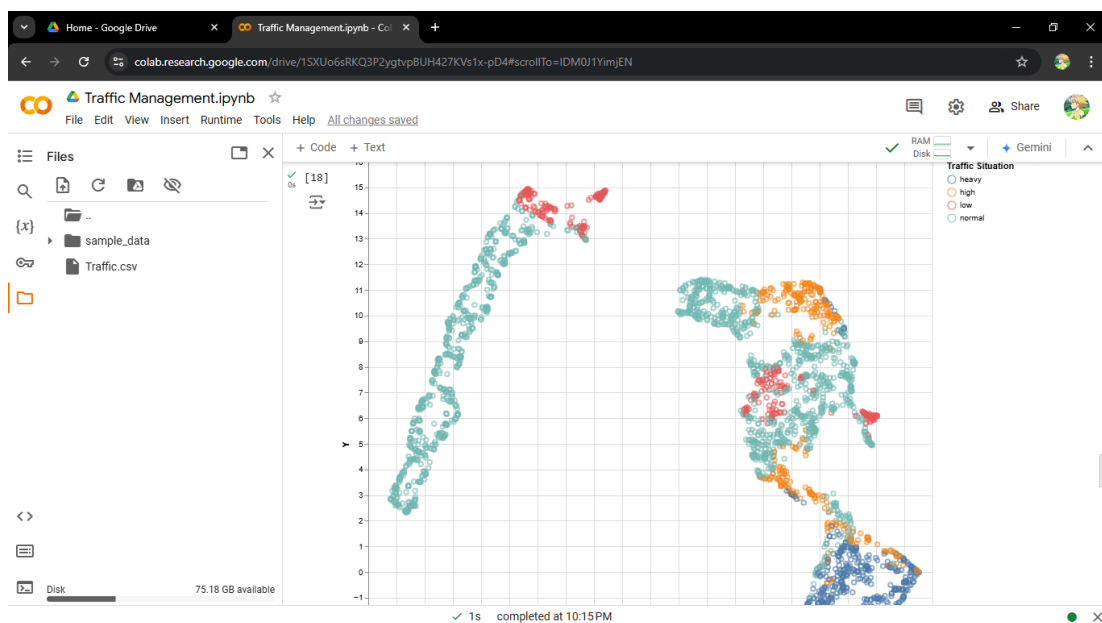 Home - Google Drive
Traffic Management.ipynb - Col
colab.research.google.com/drive/1SXUo6sRKQ3P2ygtvpBUH427KVs1x-pD4#scrollTo=IDM0J1YimjEN
CO Traffic Management.ipynb
Share
File Edit View Insert Runtime Tools Help All changes saved
Files
+ Code + Text
RAM
Disk
Gemini
{x}
..
sample_data
Traffic.csv
<>
Disk 75.18 GB available
[18]
0s
15
14
13
12
11
10
9
8
7
6
5
4
3
2
1
0
−1
Y
Traffic Situation
heavy
high
low
normal
1s completed at 10:15 PM